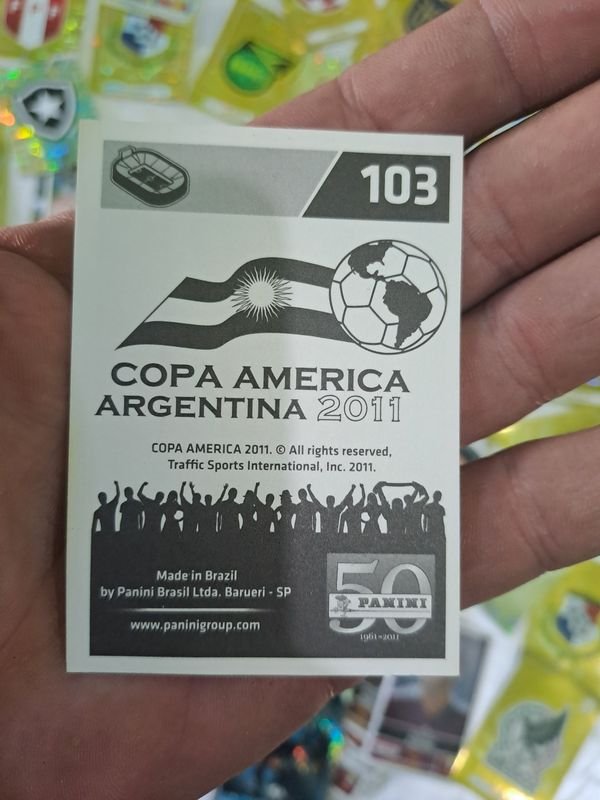 103
COPA AMERICA
ARGENTINA 2011
COPA AMERICA 2011. © All rights reserved,
Traffic Sports International, Inc. 2011.
Made in Brazil
by Panini Brasil Ltda. Barueri - SP
www.paninigroup.com
50
PANINI
1961-2011